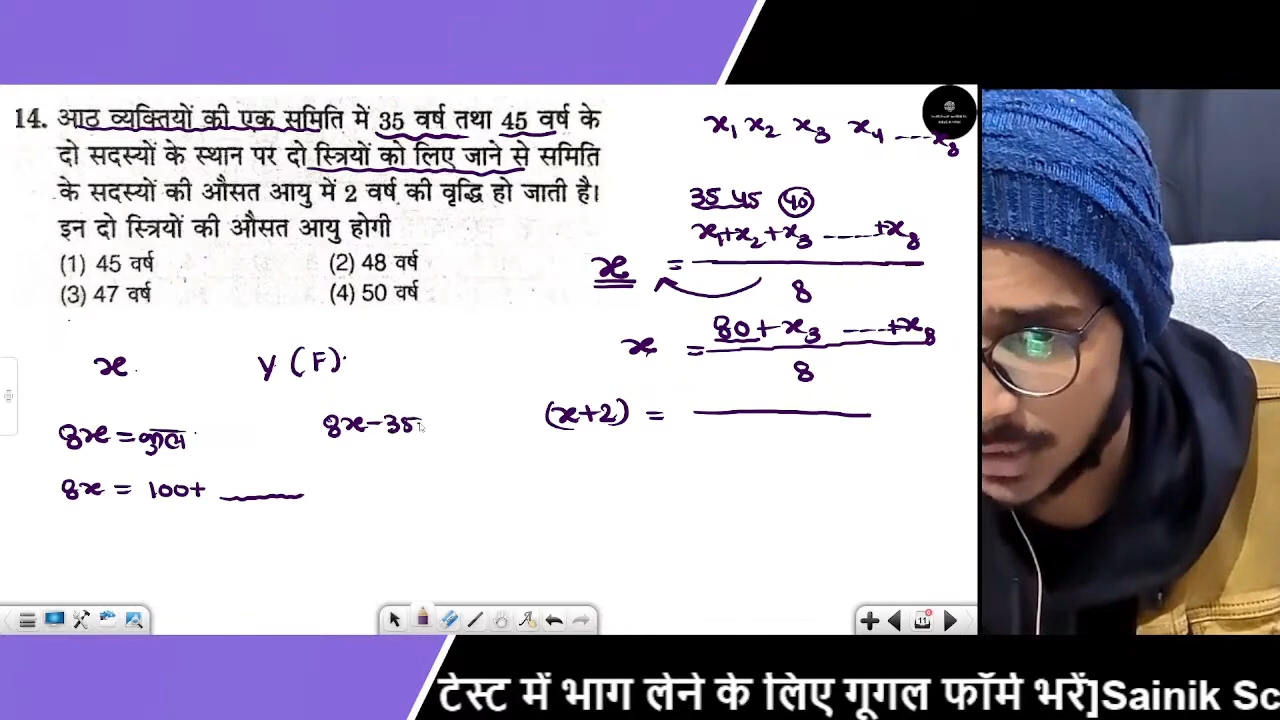 14. आठ व्यक्तियों की एक समिति में 35 वर्ष तथा 45 वर्ष के
दो सदस्यों के स्थान पर दो स्त्रियों को लिए जाने से समिति
के सदस्यों की औसत आयु में 2 वर्ष की वृद्धि हो जाती है।
इन दो स्त्रियों की औसत आयु होगी
(1) 45 वर्ष (2) 48 वर्ष
(3) 47 वर्ष (4) 50 वर्ष
x y (F)
8x = कुल 8x-35
8x = 100+
x₁ x₂ x₃ x₄ ----x₈
35 45 40
x = x₁+x₂+x₃ ----+x₈
8
x = 80+x₃ ----+x₈
8
(x+2) =
11
टेस्ट में भाग लेने के लिए गूगल फॉर्म भरें]Sainik Sc